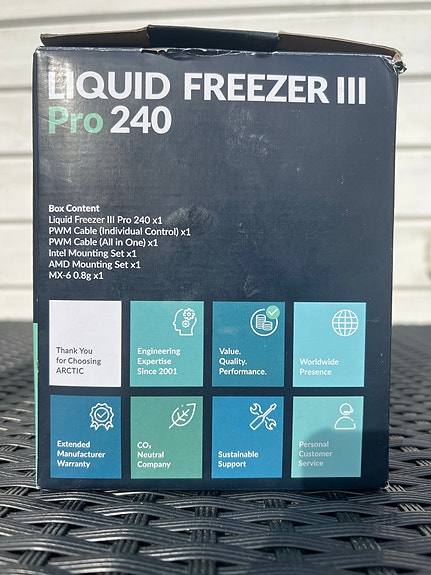 LIQUID FREEZER III
Pro 240
Box Content
Liquid Freezer III Pro 240 x1
PWM Cable (Individual Control) x1
PWM Cable (All in One) x1
Intel Mounting Set x1
AMD Mounting Set x1
MX-6 0.8g x1
Thank You
for Choosing
ARCTIC
Engineering
Expertise
Since 2001
Value.
Quality.
Performance.
Worldwide
Presence
Extended
Manufacturer
Warranty
CO₂
Neutral
Company
Sustainable
Support
Personal
Customer
Service